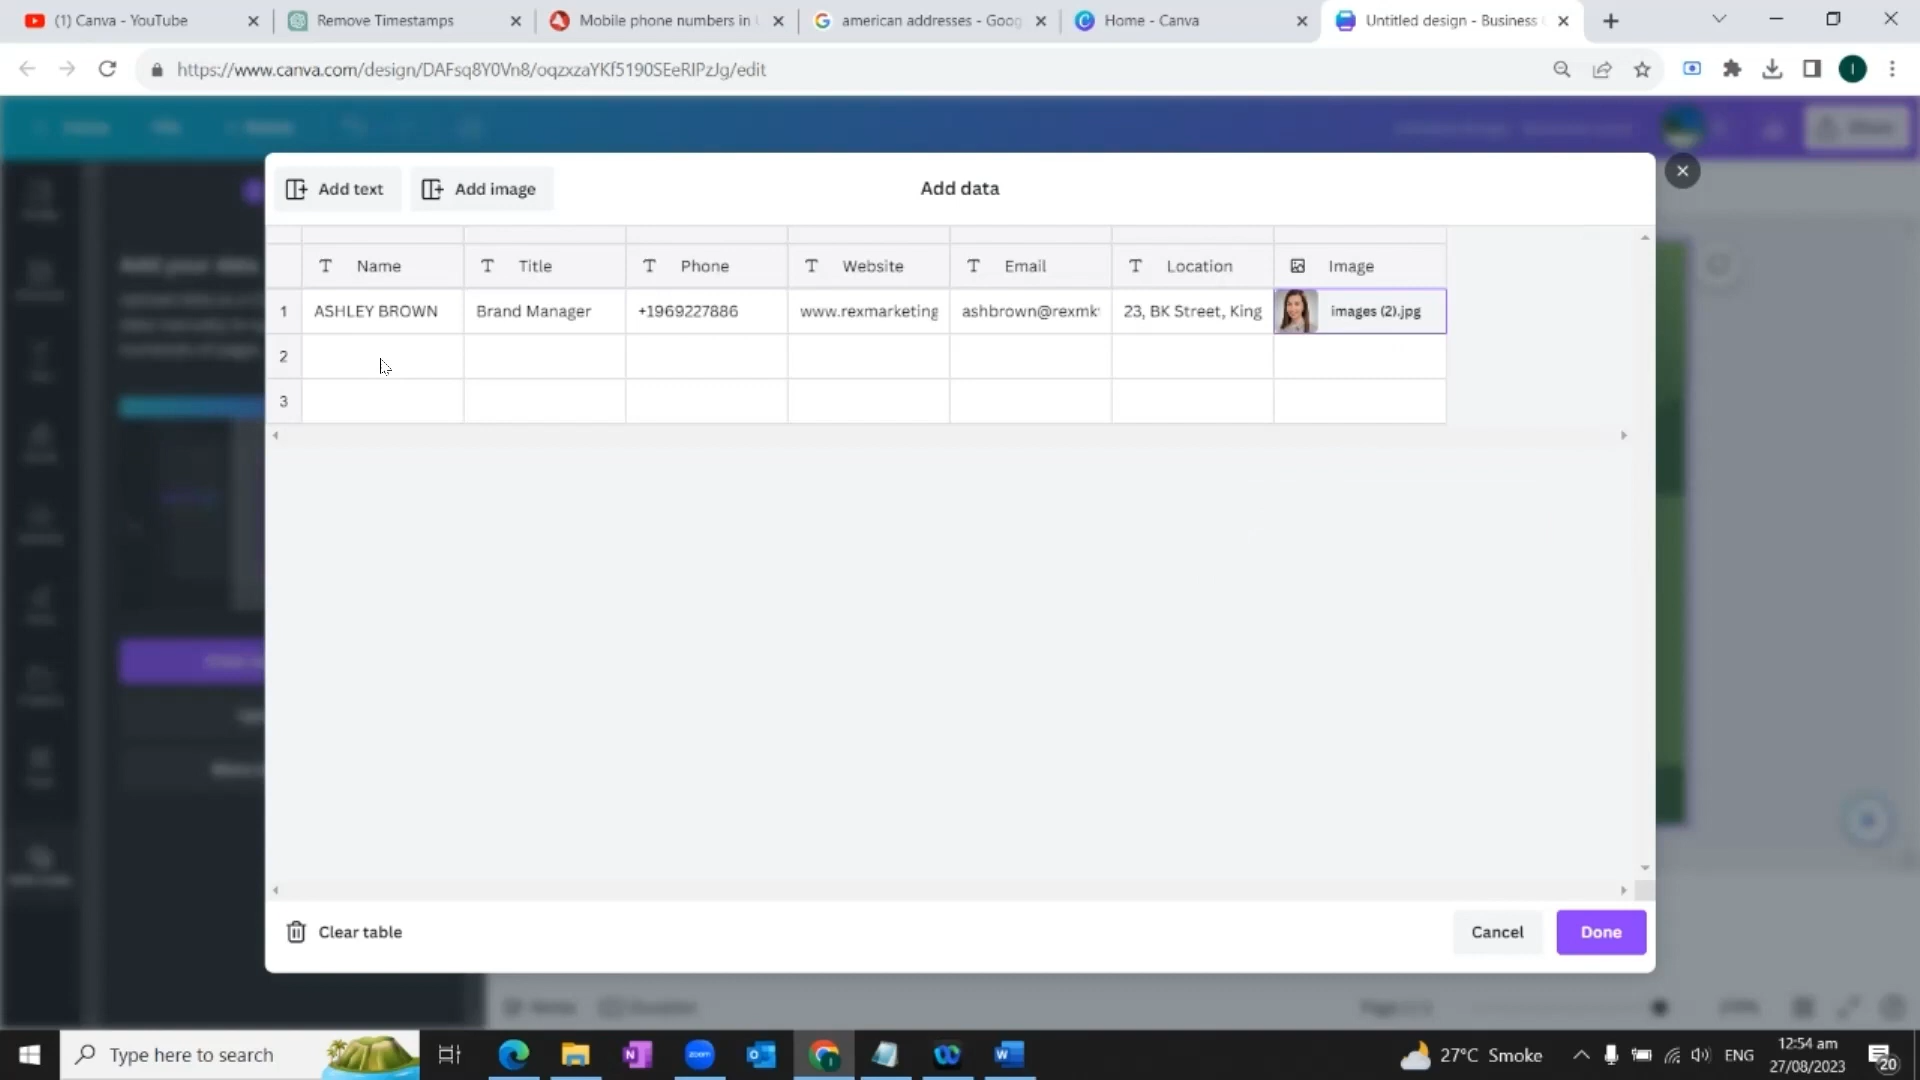 (1) Canva - YouTube
Remove Timestamps
Mobile phone numbers in
american addresses - Goog
Home - Canva
Untitled design - Business
https://www.canva.com/design/DAFsq8Y0Vn8/oqzxzaYKf5190SEeRIPzJg/edit
I
Add text
Add image
Add data
Name
Title
Phone
Website
Email
Location
Image
1
ASHLEY BROWN
Brand Manager
+1969227886
www.rexmarketing
ashbrown@rexmk
23, BK Street, King
images (2).jpg
2
3
Clear table
Cancel
Done
Type here to search
zoom
27°C Smoke
ENG
12:54 am
27/08/2023
20